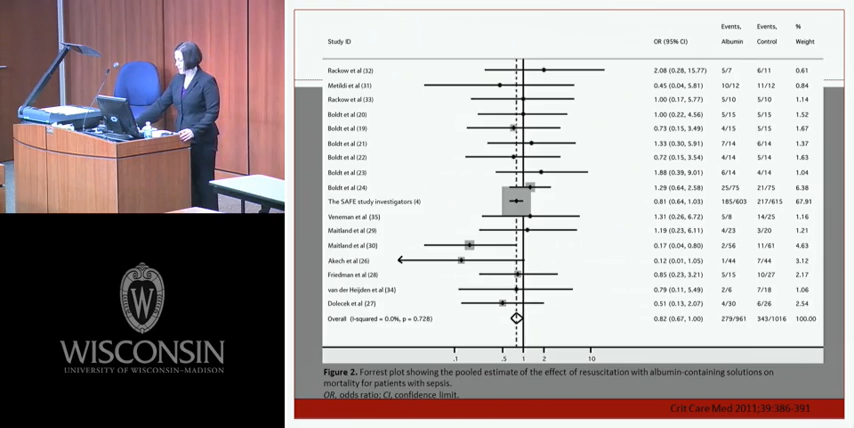 Events, Events, %
Study ID OR (95% CI) Albumin Control Weight
Rackow et al (32) 2.08 (0.28, 15.77) 5/7 6/11 0.61
Metildi et al (31) 0.45 (0.04, 5.81) 10/12 11/12 0.84
Rackow et al (33) 1.00 (0.17, 5.77) 5/10 5/10 1.14
Boldt et al (20) 1.00 (0.22, 4.56) 5/15 5/15 1.52
Boldt et al (19) 0.73 (0.15, 3.49) 4/15 5/15 1.67
Boldt et al (21) 1.33 (0.30, 5.91) 7/14 6/14 1.37
Boldt et al (22) 0.72 (0.15, 3.54) 4/14 5/14 1.63
Boldt et al (23) 1.88 (0.39, 9.01) 6/14 4/14 1.04
Boldt et al (24) 1.29 (0.64, 2.58) 25/75 21/75 6.38
The SAFE study investigators (4) 0.81 (0.64, 1.03) 185/603 217/615 67.91
Veneman et al (35) 1.31 (0.26, 6.72) 5/8 14/25 1.16
Maitland et al (29) 1.19 (0.23, 6.11) 4/23 3/20 1.21
Maitland et al (30) 0.17 (0.04, 0.80) 2/56 11/61 4.63
Akech et al (26) 0.12 (0.01, 1.05) 1/44 7/44 3.12
Friedman et al (28) 0.85 (0.23, 3.21) 5/15 10/27 2.17
van der Heijden et al (34) 0.79 (0.11, 5.49) 2/6 7/18 1.06
Dolecek et al (27) 0.51 (0.13, 2.07) 4/30 6/26 2.54
Overall (I-squared = 0.0%, p = 0.728) 0.82 (0.67, 1.00) 279/961 343/1016 100.00
.1 .5 1 2 10
Figure 2. Forrest plot showing the pooled estimate of the effect of resuscitation with albumin-containing solutions on
mortality for patients with sepsis.
OR, odds ratio; CI, confidence limit.
Crit Care Med 2011;39:386-391
W
WISCONSIN
UNIVERSITY OF WISCONSIN–MADISON